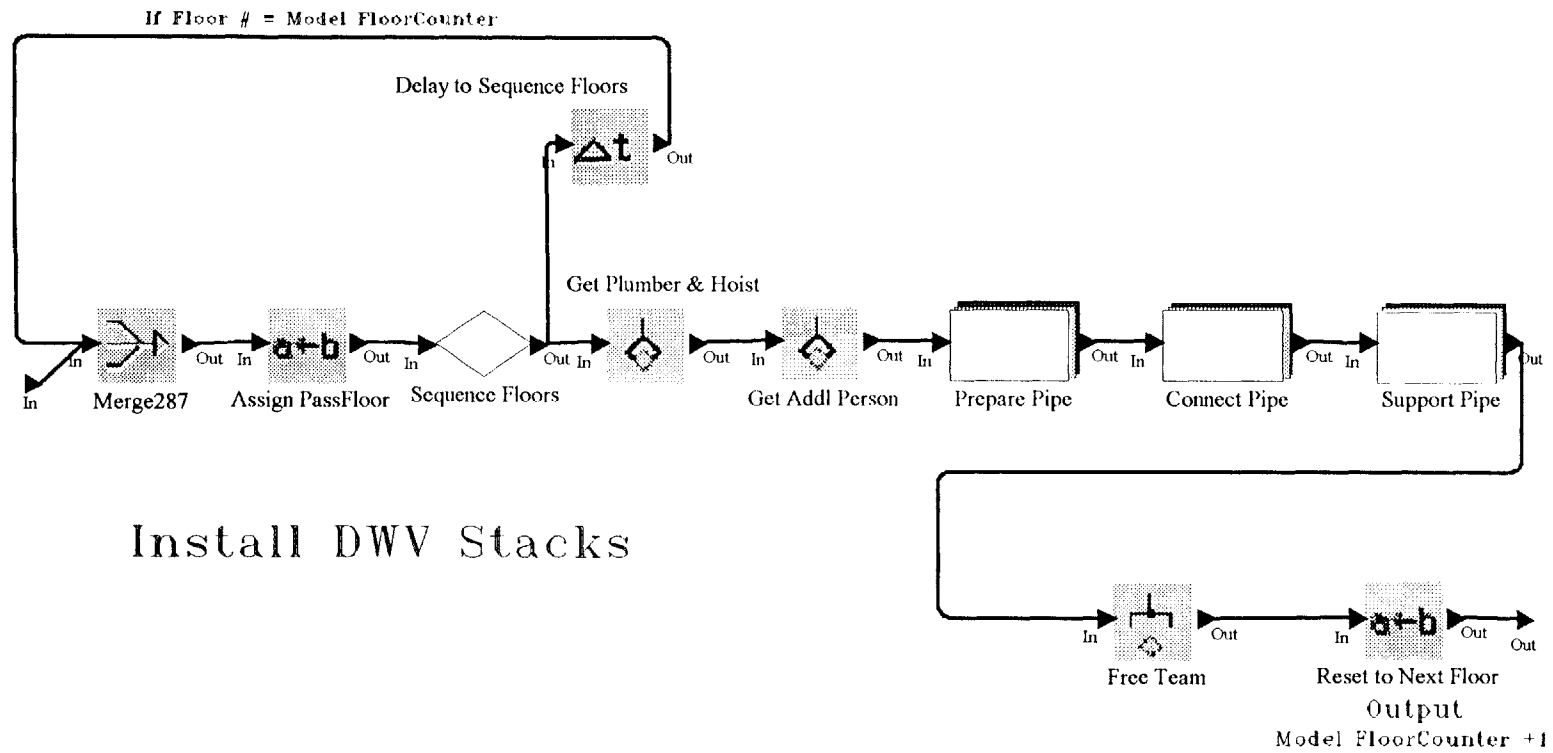 If Floor # = Model FloorCounter
Delay to Sequence Floors
Δt
In
Out
Get Plumber & Hoist
In
In
Out
In
a←b
Out
In
Out
In
Out
In
Out
In
Out
In
Out
In
Out
Merge287
Assign PassFloor
Sequence Floors
Get Addl Person
Prepare Pipe
Connect Pipe
Support Pipe
Install DWV Stacks
In
Out
In
a←b
Out
Out
Free Team
Reset to Next Floor
Output
Model FloorCounter +1